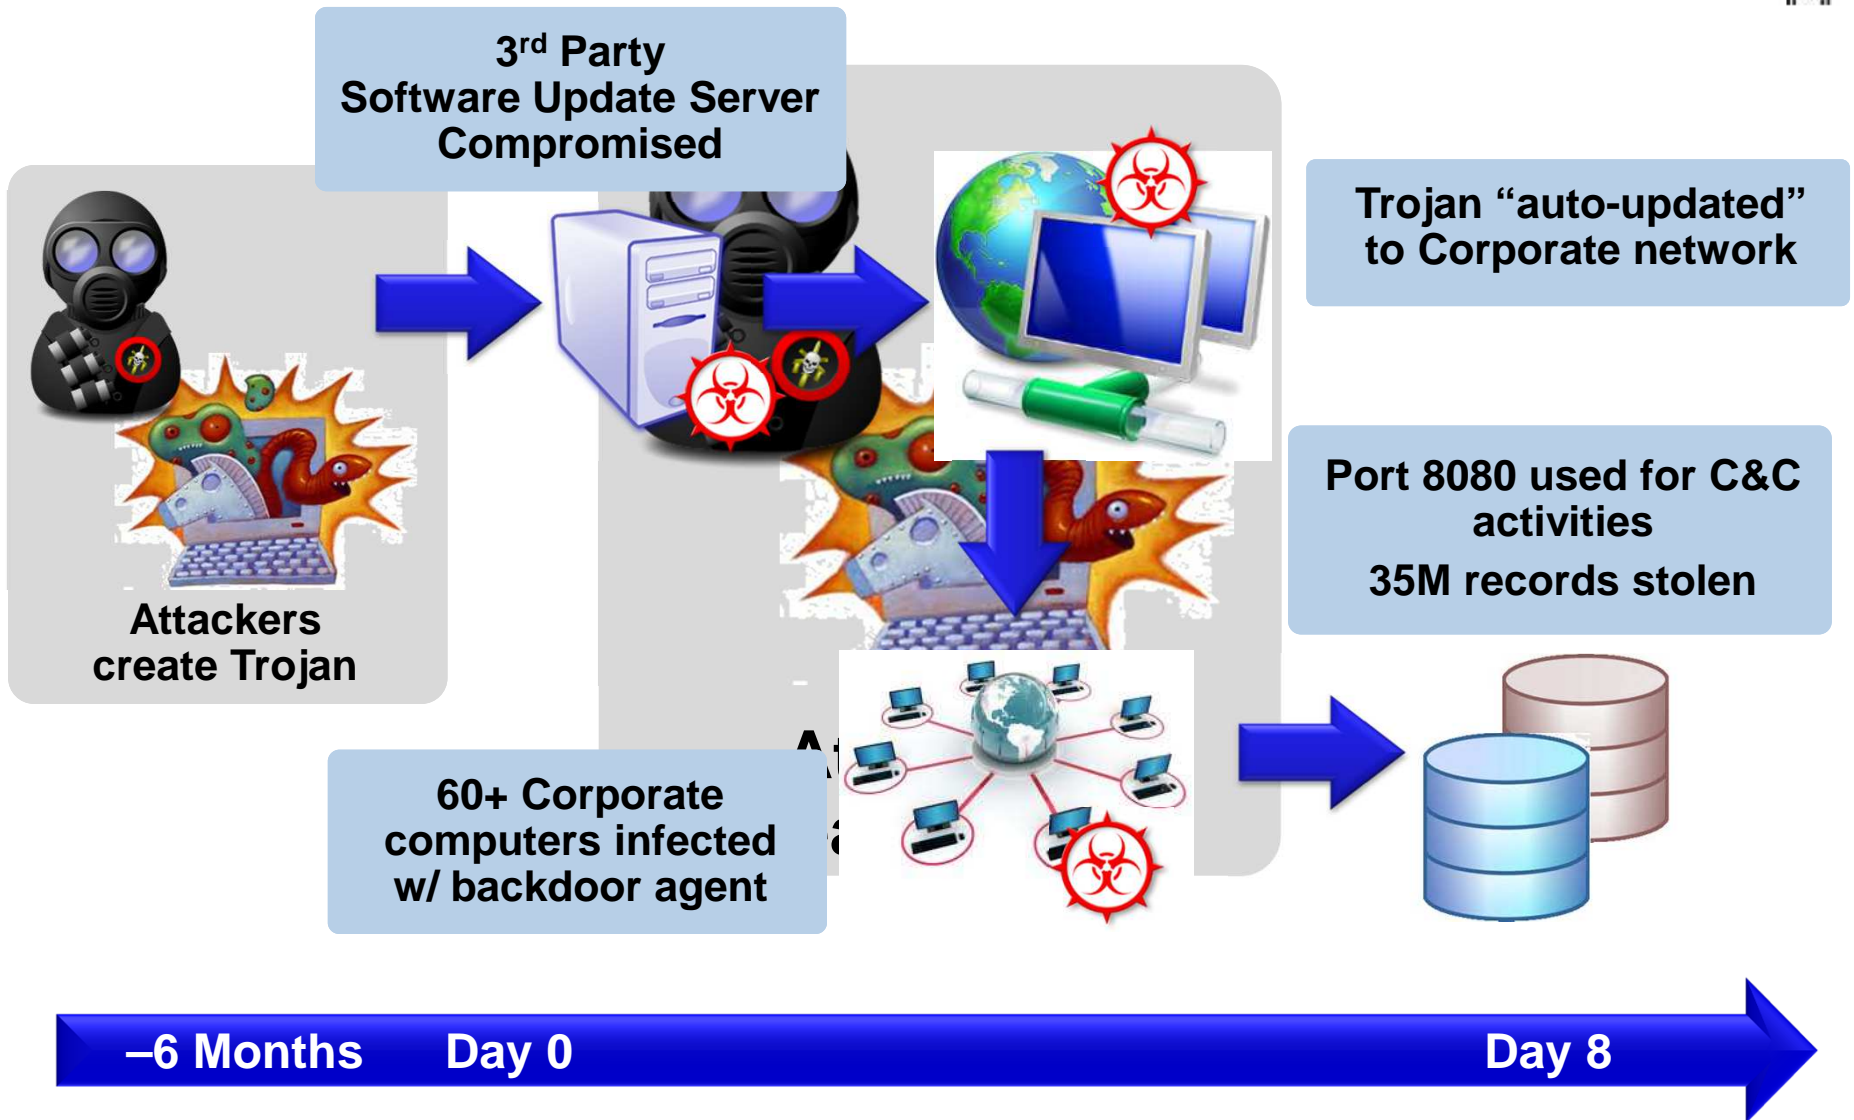 3rd Party
Software Update Server
Compromised
Trojan “auto-updated”
to Corporate network
Attackers
create Trojan
Port 8080 used for C&C
activities
35M records stolen
60+ Corporate
computers infected
w/ backdoor agent
–6 Months
Day 0
Day 8